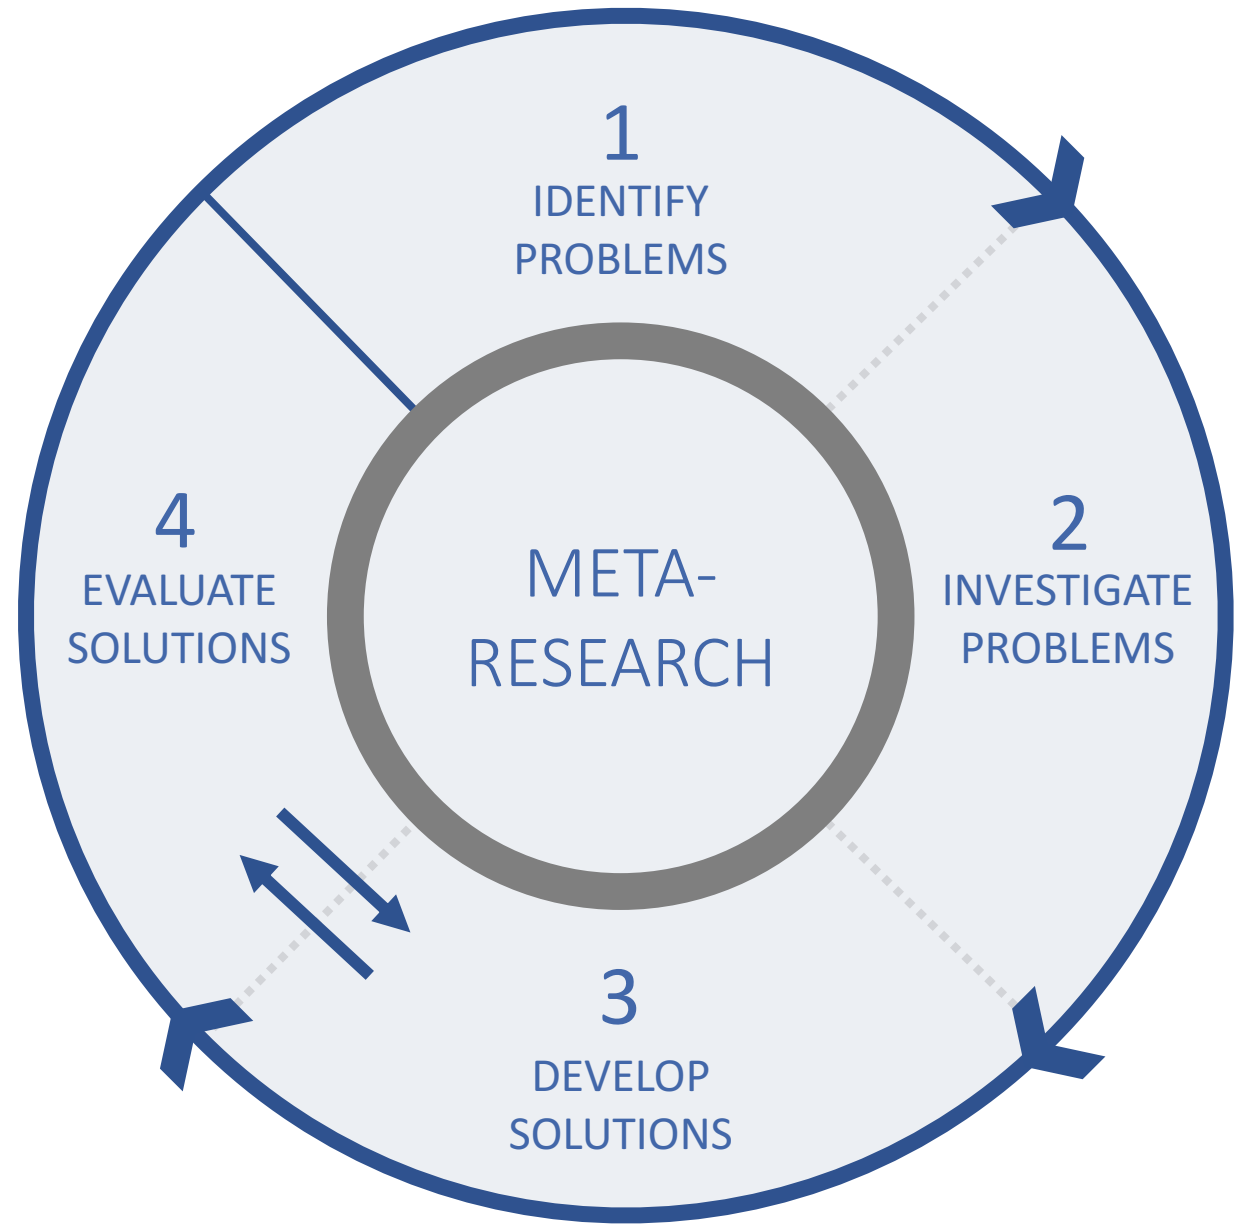 1
IDENTIFY
PROBLEMS
2
INVESTIGATE
PROBLEMS
3
DEVELOP
SOLUTIONS
4
EVALUATE
SOLUTIONS
META-
RESEARCH